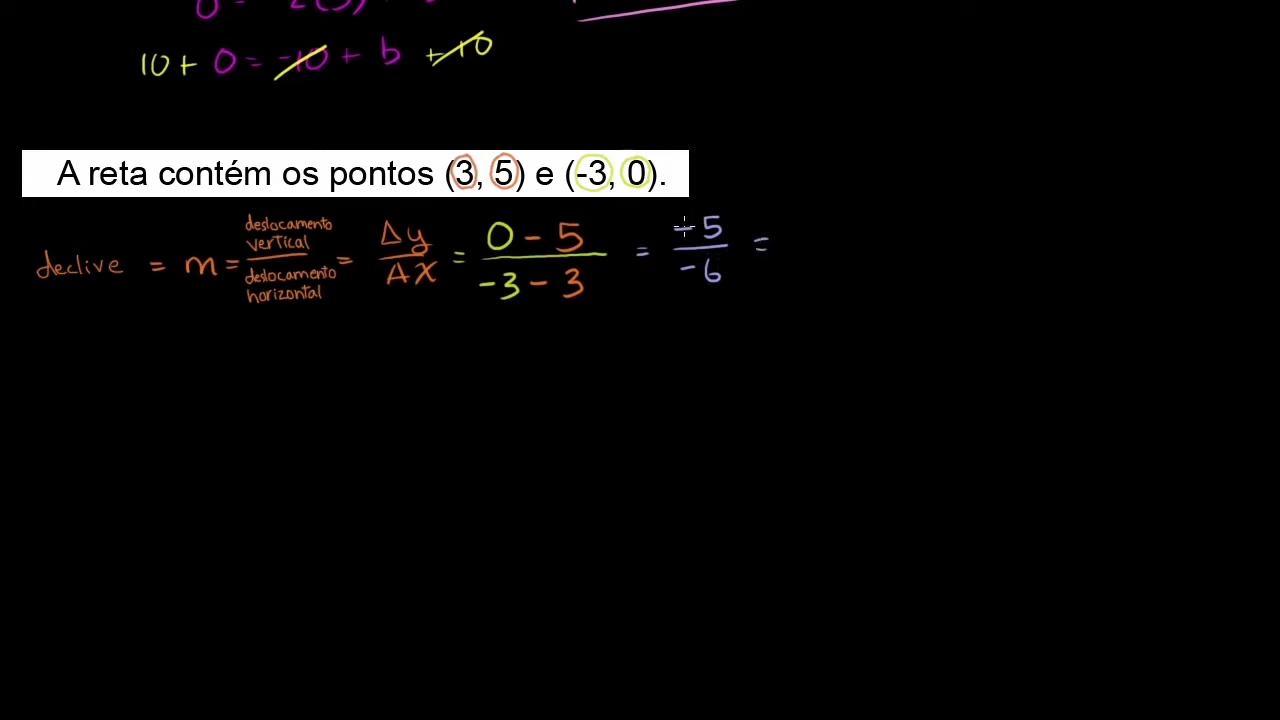 10 + 0 = -10 + b + 10
A reta contém os pontos (3, 5) e (-3, 0).
declive = m = deslocamento vertical / deslocamento horizontal = Δy / Δx = 0 - 5 / -3 - 3 = -5 / -6 =